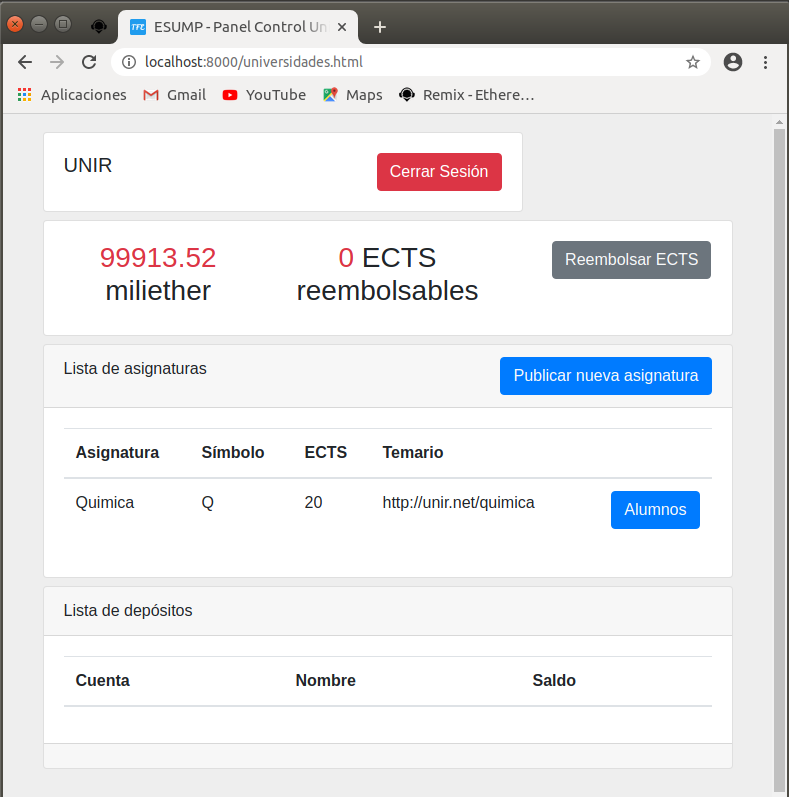 TFE ESUMP - Panel Control Un
localhost:8000/universidades.html
Aplicaciones Gmail YouTube Maps Remix - Ethere…
UNIR Cerrar Sesión
99913.52 0 ECTS Reembolsar ECTS
miliether reembolsables
Lista de asignaturas Publicar nueva asignatura
Asignatura Símbolo ECTS Temario
Quimica Q 20 http://unir.net/quimica Alumnos
Lista de depósitos
Cuenta Nombre Saldo